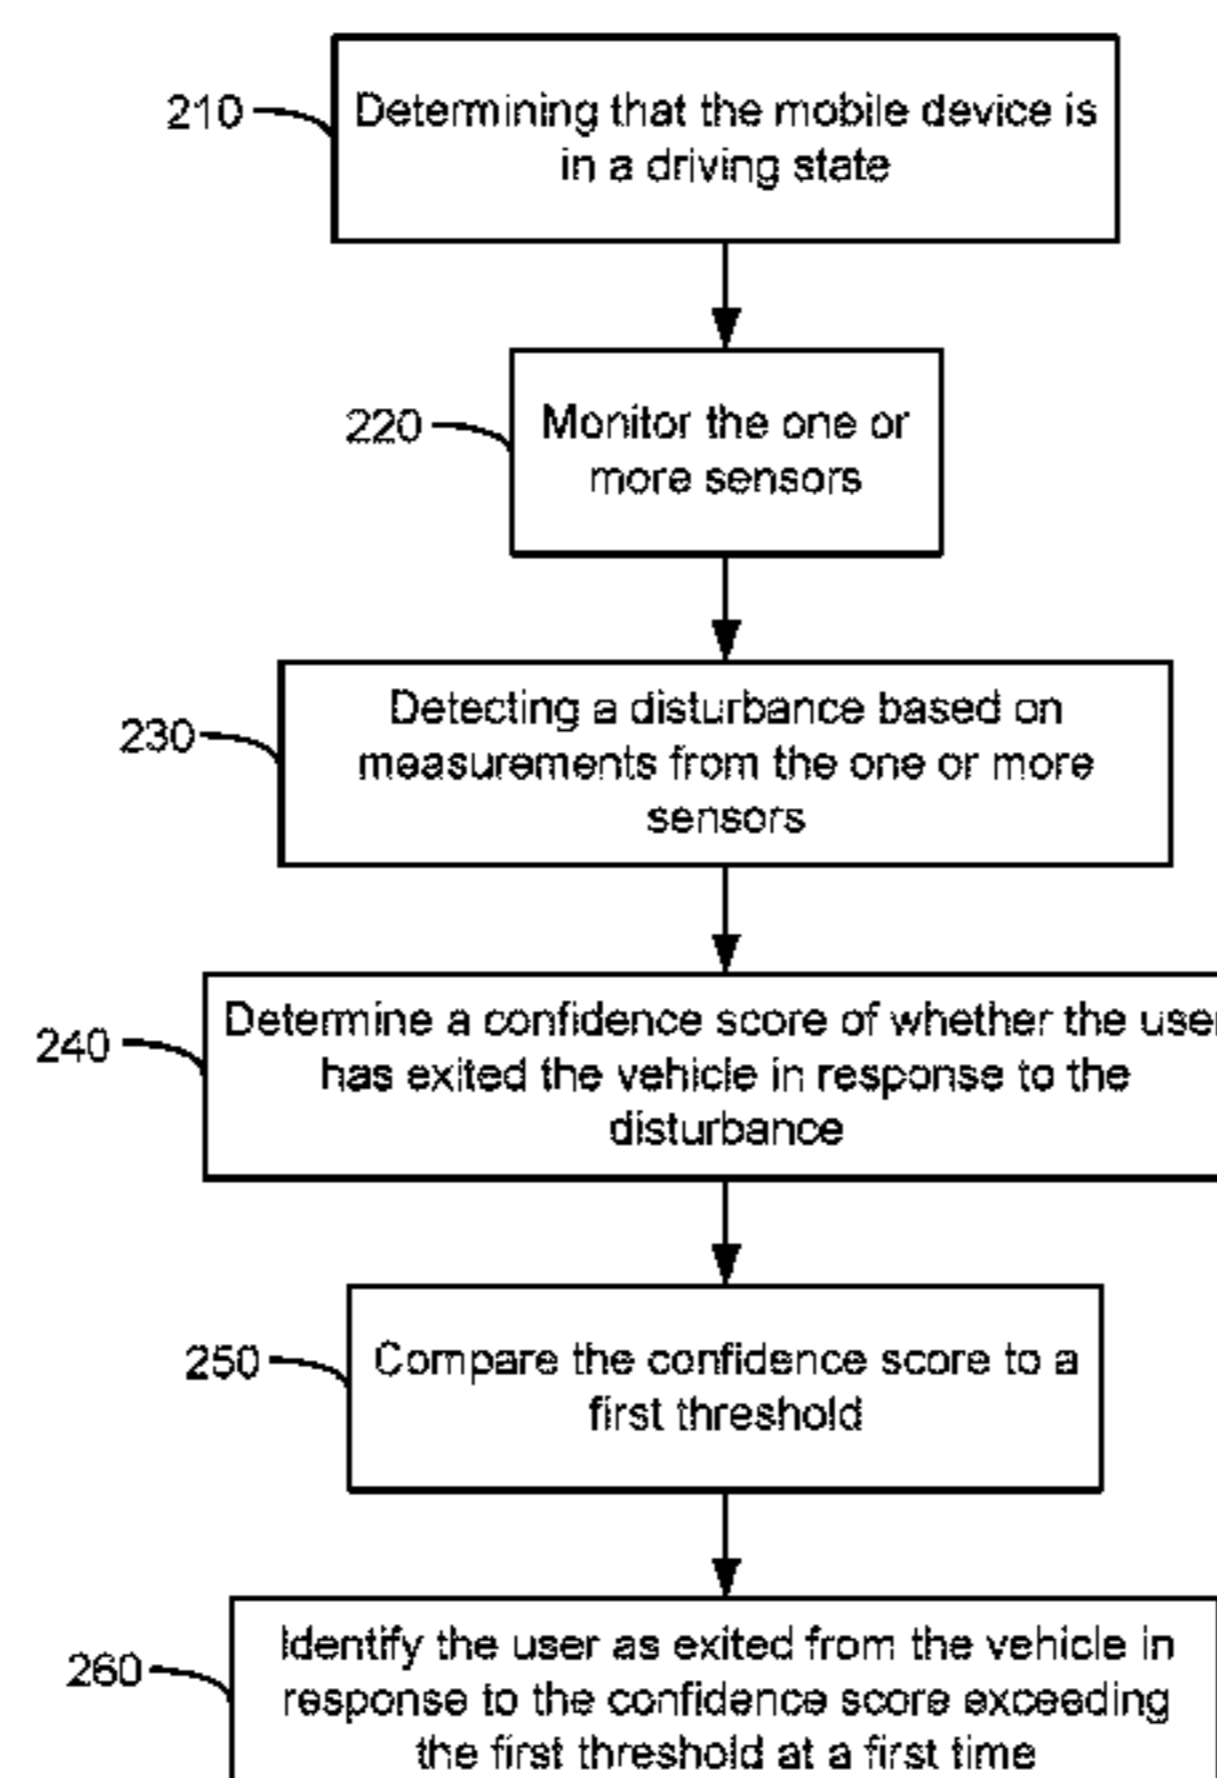 210
Determining that the mobile device is
in a driving state
220
Monitor the one or
more sensors
230
Detecting a disturbance based on
measurements from the one or more
sensors
240
Determine a confidence score of whether the user
has exited the vehicle in response to the
disturbance
250
Compare the confidence score to a
first threshold
260
Identify the user as exited from the vehicle in
response to the confidence score exceeding
the first threshold at a first time